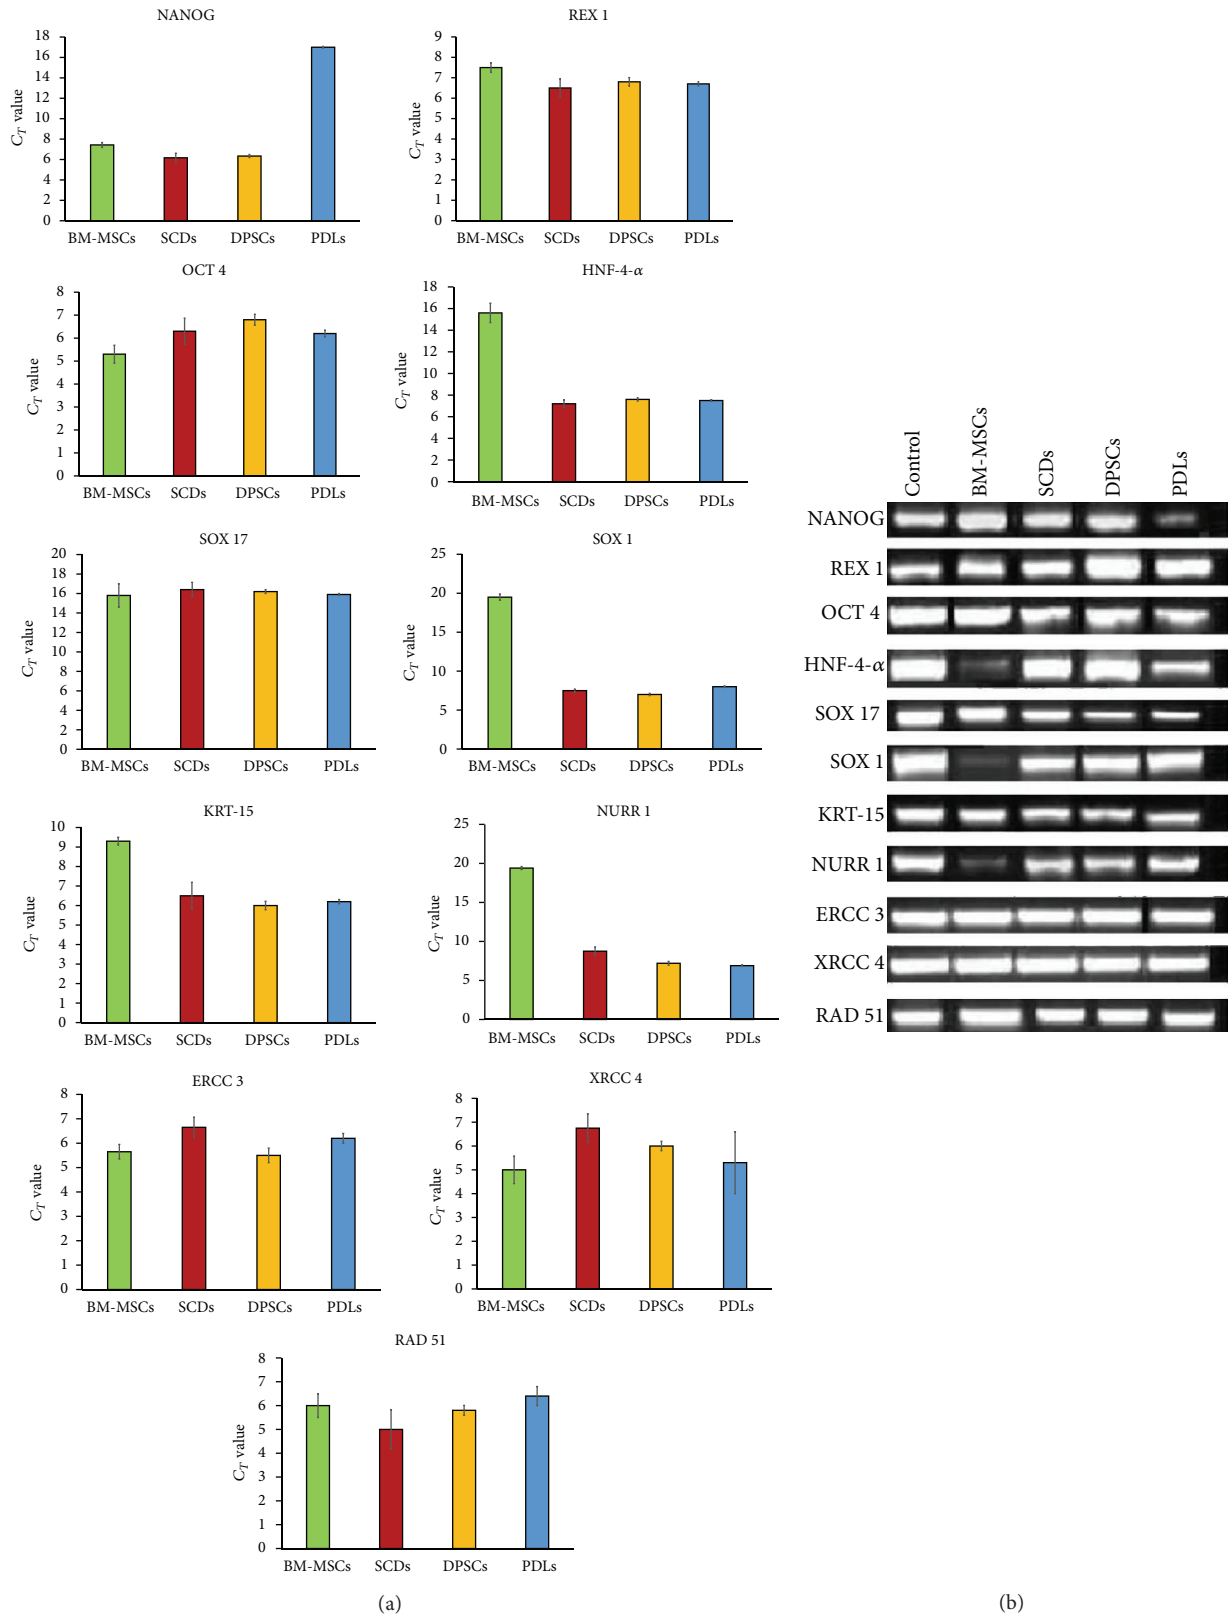 NANOG
18
16
14
12
10
8
6
4
2
0
C_T value
BM-MSCs SCDs DPSCs PDLs
REX 1
9
8
7
6
5
4
3
2
1
0
C_T value
BM-MSCs SCDs DPSCs PDLs
OCT 4
8
7
6
5
4
3
2
1
0
C_T value
BM-MSCs SCDs DPSCs PDLs
HNF-4-α
18
16
14
12
10
8
6
4
2
0
C_T value
BM-MSCs SCDs DPSCs PDLs
SOX 17
20
18
16
14
12
10
8
6
4
2
0
C_T value
BM-MSCs SCDs DPSCs PDLs
SOX 1
25
20
15
10
5
0
C_T value
BM-MSCs SCDs DPSCs PDLs
KRT-15
10
9
8
7
6
5
4
3
2
1
0
C_T value
BM-MSCs SCDs DPSCs PDLs
NURR 1
25
20
15
10
5
0
C_T value
BM-MSCs SCDs DPSCs PDLs
ERCC 3
8
7
6
5
4
3
2
1
0
C_T value
BM-MSCs SCDs DPSCs PDLs
XRCC 4
8
7
6
5
4
3
2
1
0
C_T value
BM-MSCs SCDs DPSCs PDLs
RAD 51
8
7
6
5
4
3
2
1
0
C_T value
BM-MSCs SCDs DPSCs PDLs
(a)
Control BM-MSCs SCDs DPSCs PDLs
NANOG
REX 1
OCT 4
HNF-4-α
SOX 17
SOX 1
KRT-15
NURR 1
ERCC 3
XRCC 4
RAD 51
(b)